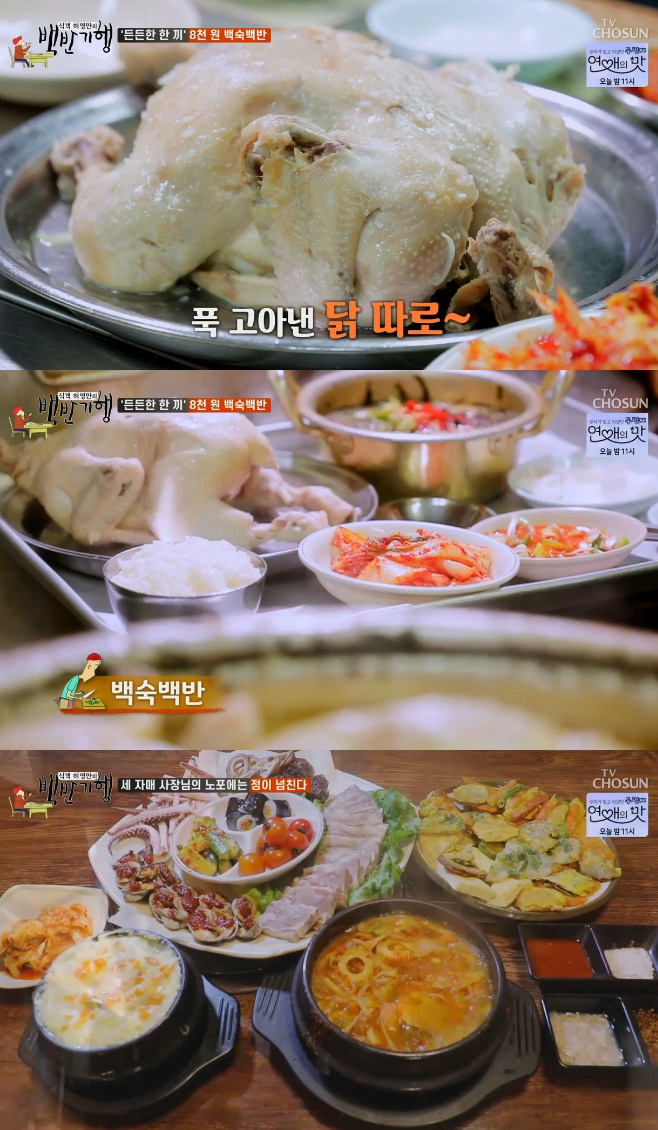 식객 허영만의
백반기행
'든든한 한 끼' 8천 원 백숙백반
TV CHOSUN
연애의 맛
오늘 밤 11시
푹 고아낸 닭 따로~
식객 허영만의
백반기행
'든든한 한 끼' 8천 원 백숙백반
TV CHOSUN
연애의 맛
오늘 밤 11시
백숙백반
식객 허영만의
백반기행
세 자매 사장님의 노포에는 정이 넘친다
TV CHOSUN
연애의 맛
오늘 밤 11시